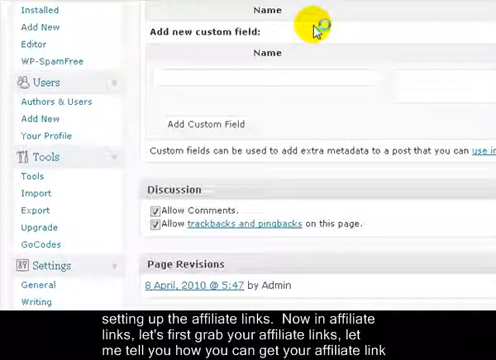 Installed
Add New
Editor
WP-SpamFree
Users
Authors & Users
Add New
Your Profile
Tools
Tools
Import
Export
Upgrade
GoCodes
Settings
General
Writing
Name
Add new custom field:
Name
Add Custom Field
Custom fields can be used to add extra metadata to a post that you can use in
Discussion
Allow Comments.
Allow trackbacks and pingbacks on this page.
Page Revisions
8 April, 2010 @ 5:47 by Admin
setting up the affiliate links. Now in affiliate
links, let's first grab your affiliate links, let
me tell you how you can get your affiliate link